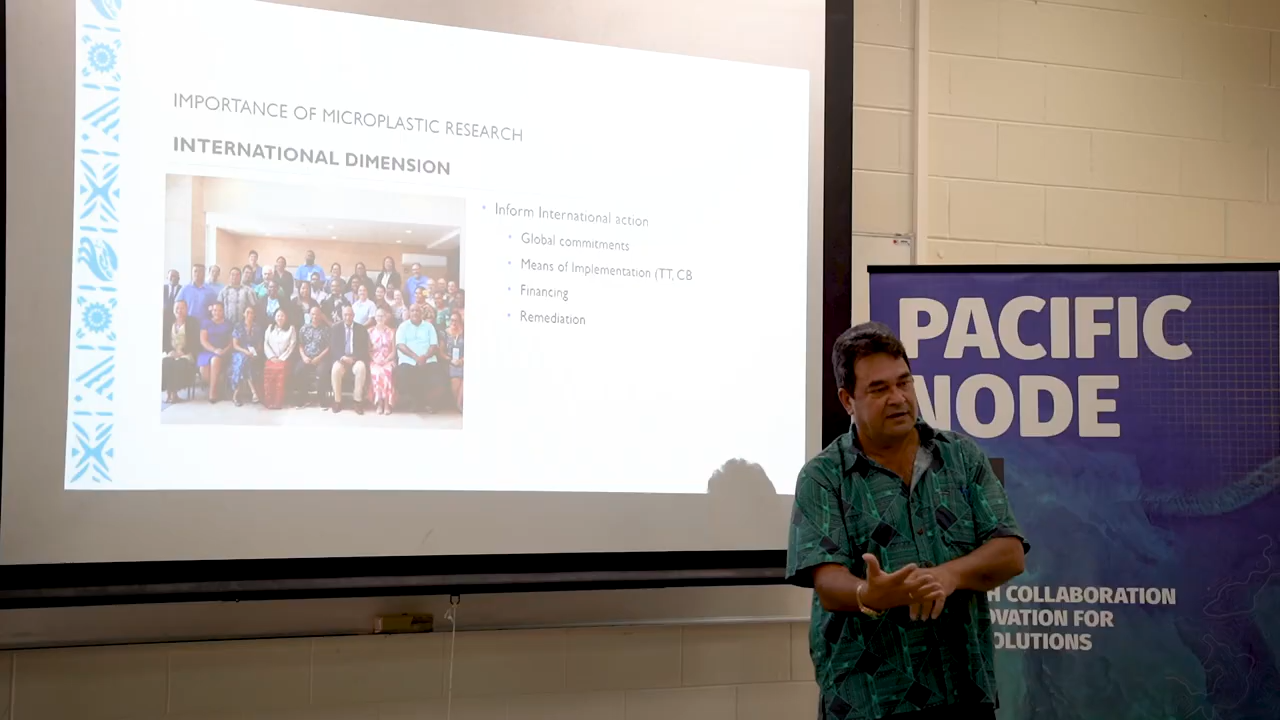 IMPORTANCE OF MICROPLASTIC RESEARCH
INTERNATIONAL DIMENSION
• Inform International action
• Global commitments
• Means of Implementation (TT, CB
• Financing
• Remediation
PACIFIC
NODE
H COLLABORATION
OVATION FOR
OLUTIONS